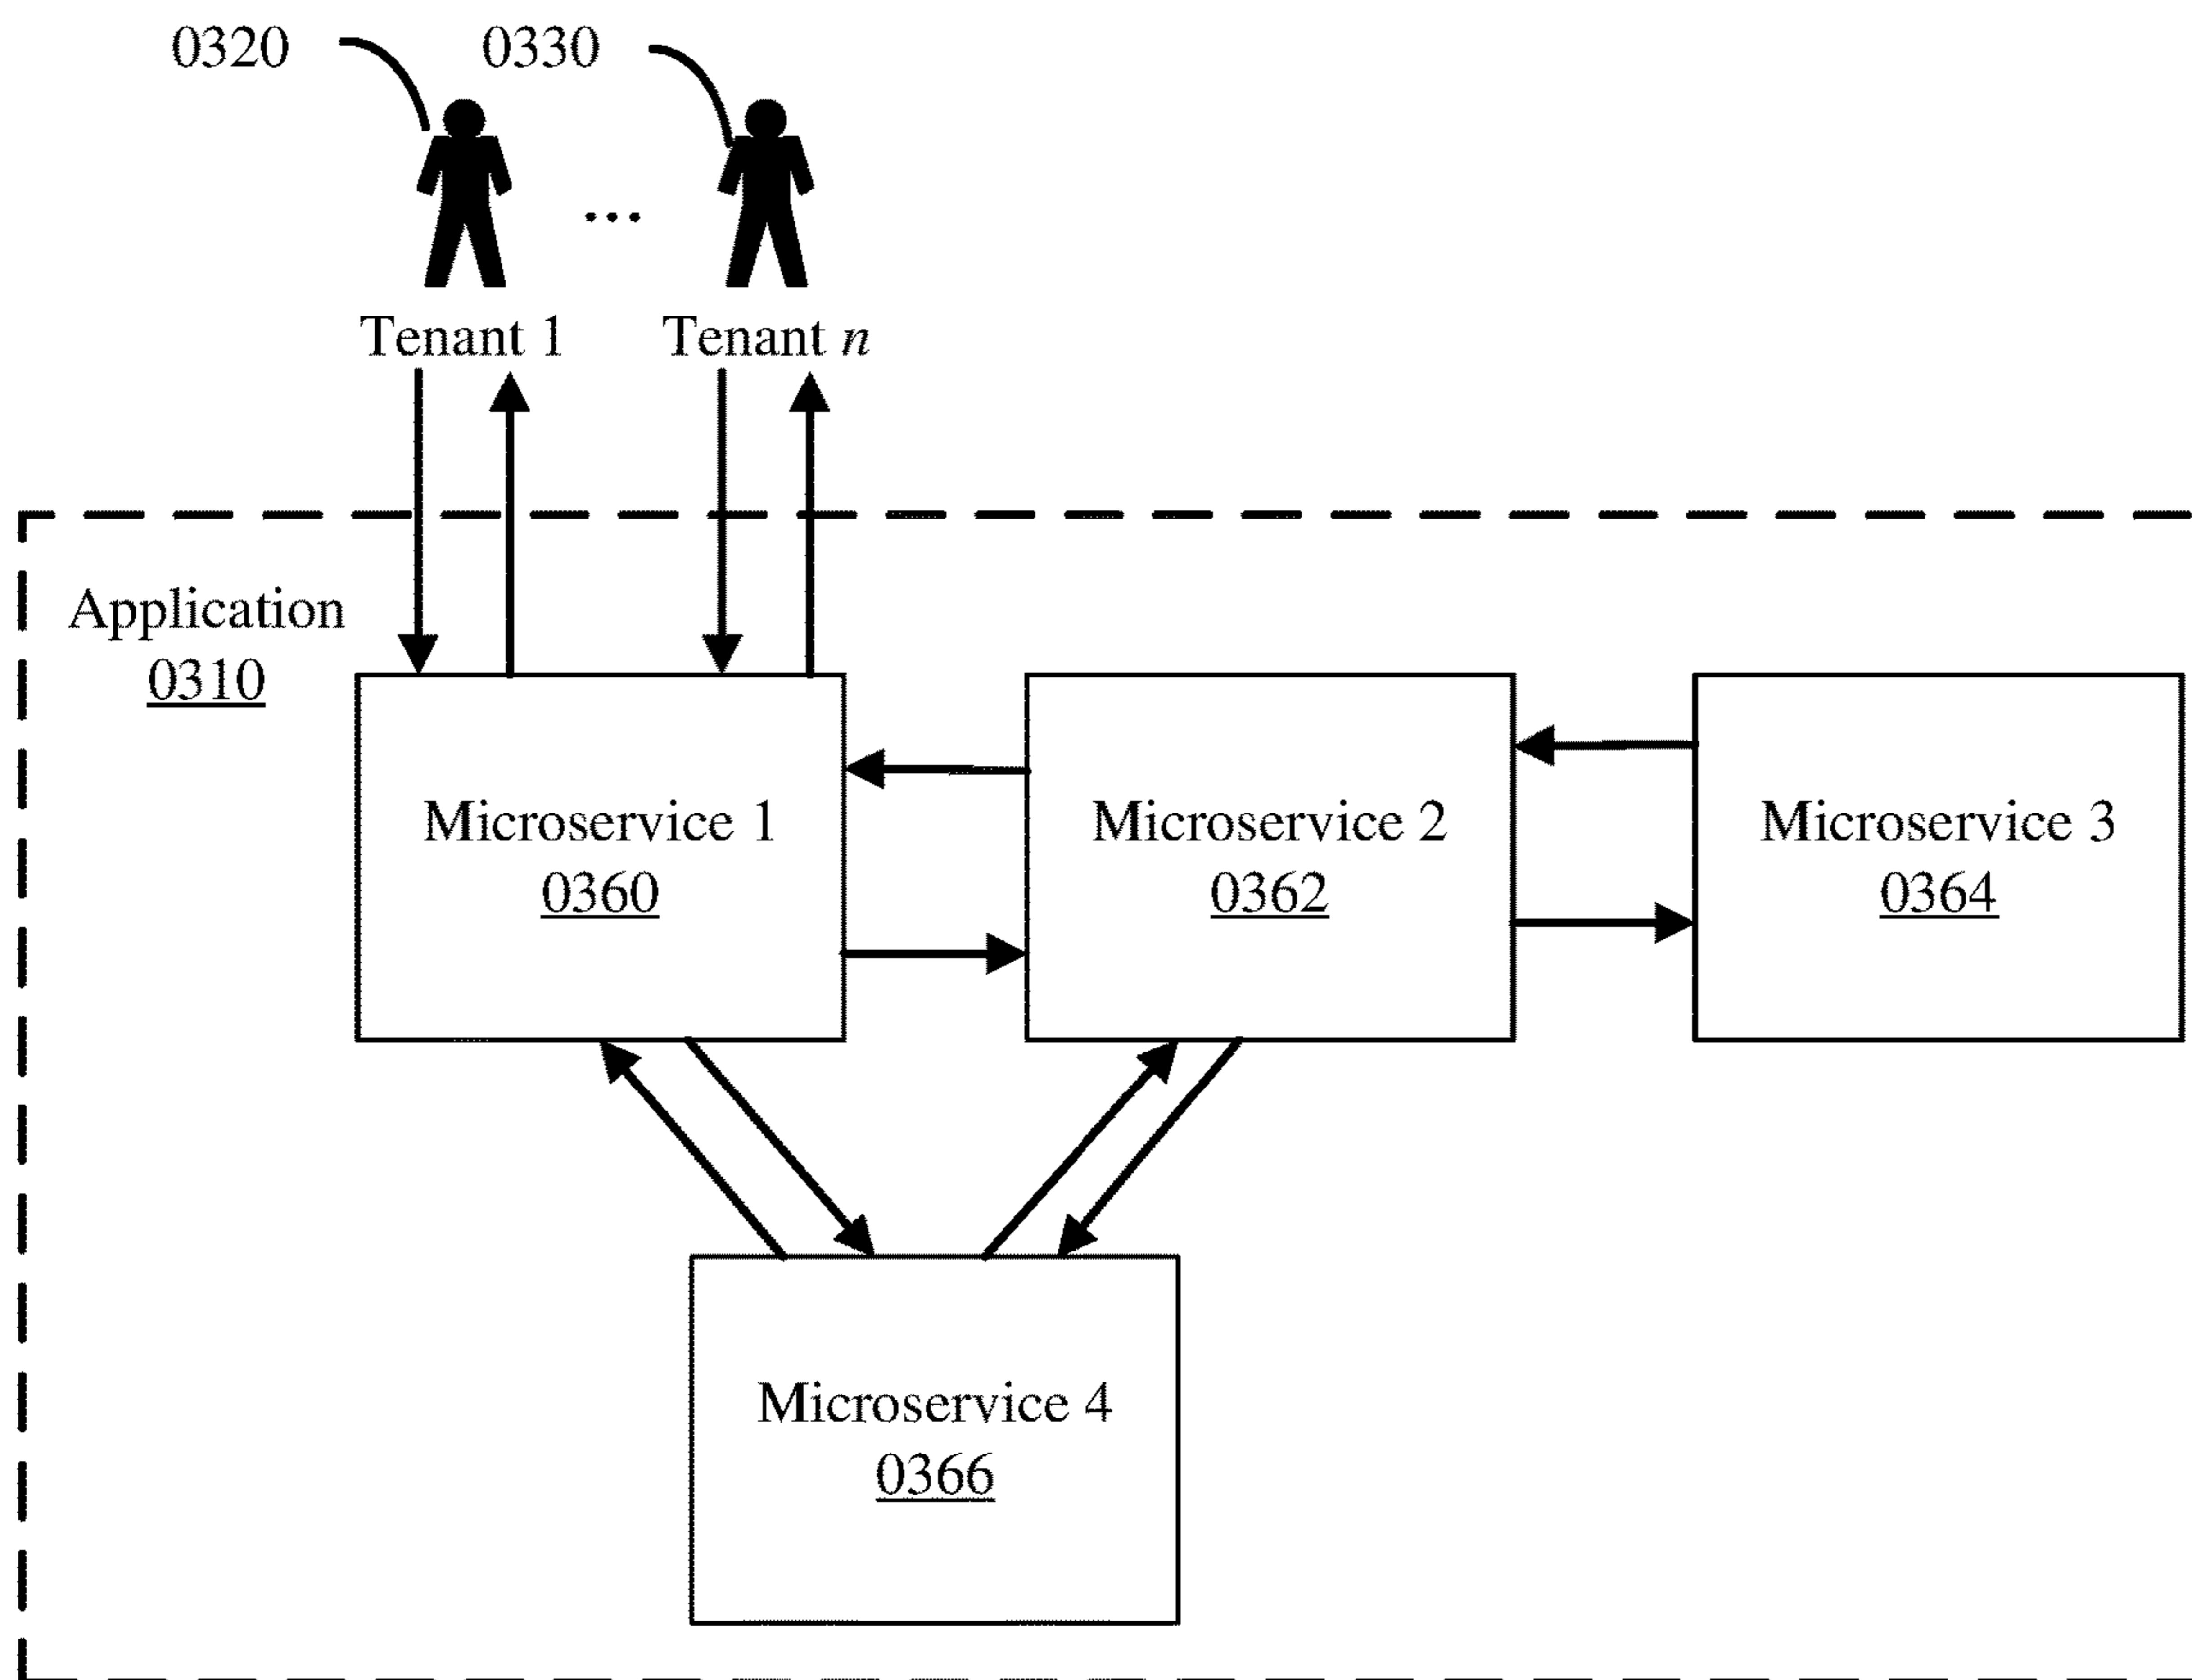 0320
0330
...
Tenant 1
Tenant n
Application
0310
Microservice 1
0360
Microservice 2
0362
Microservice 3
0364
Microservice 4
0366